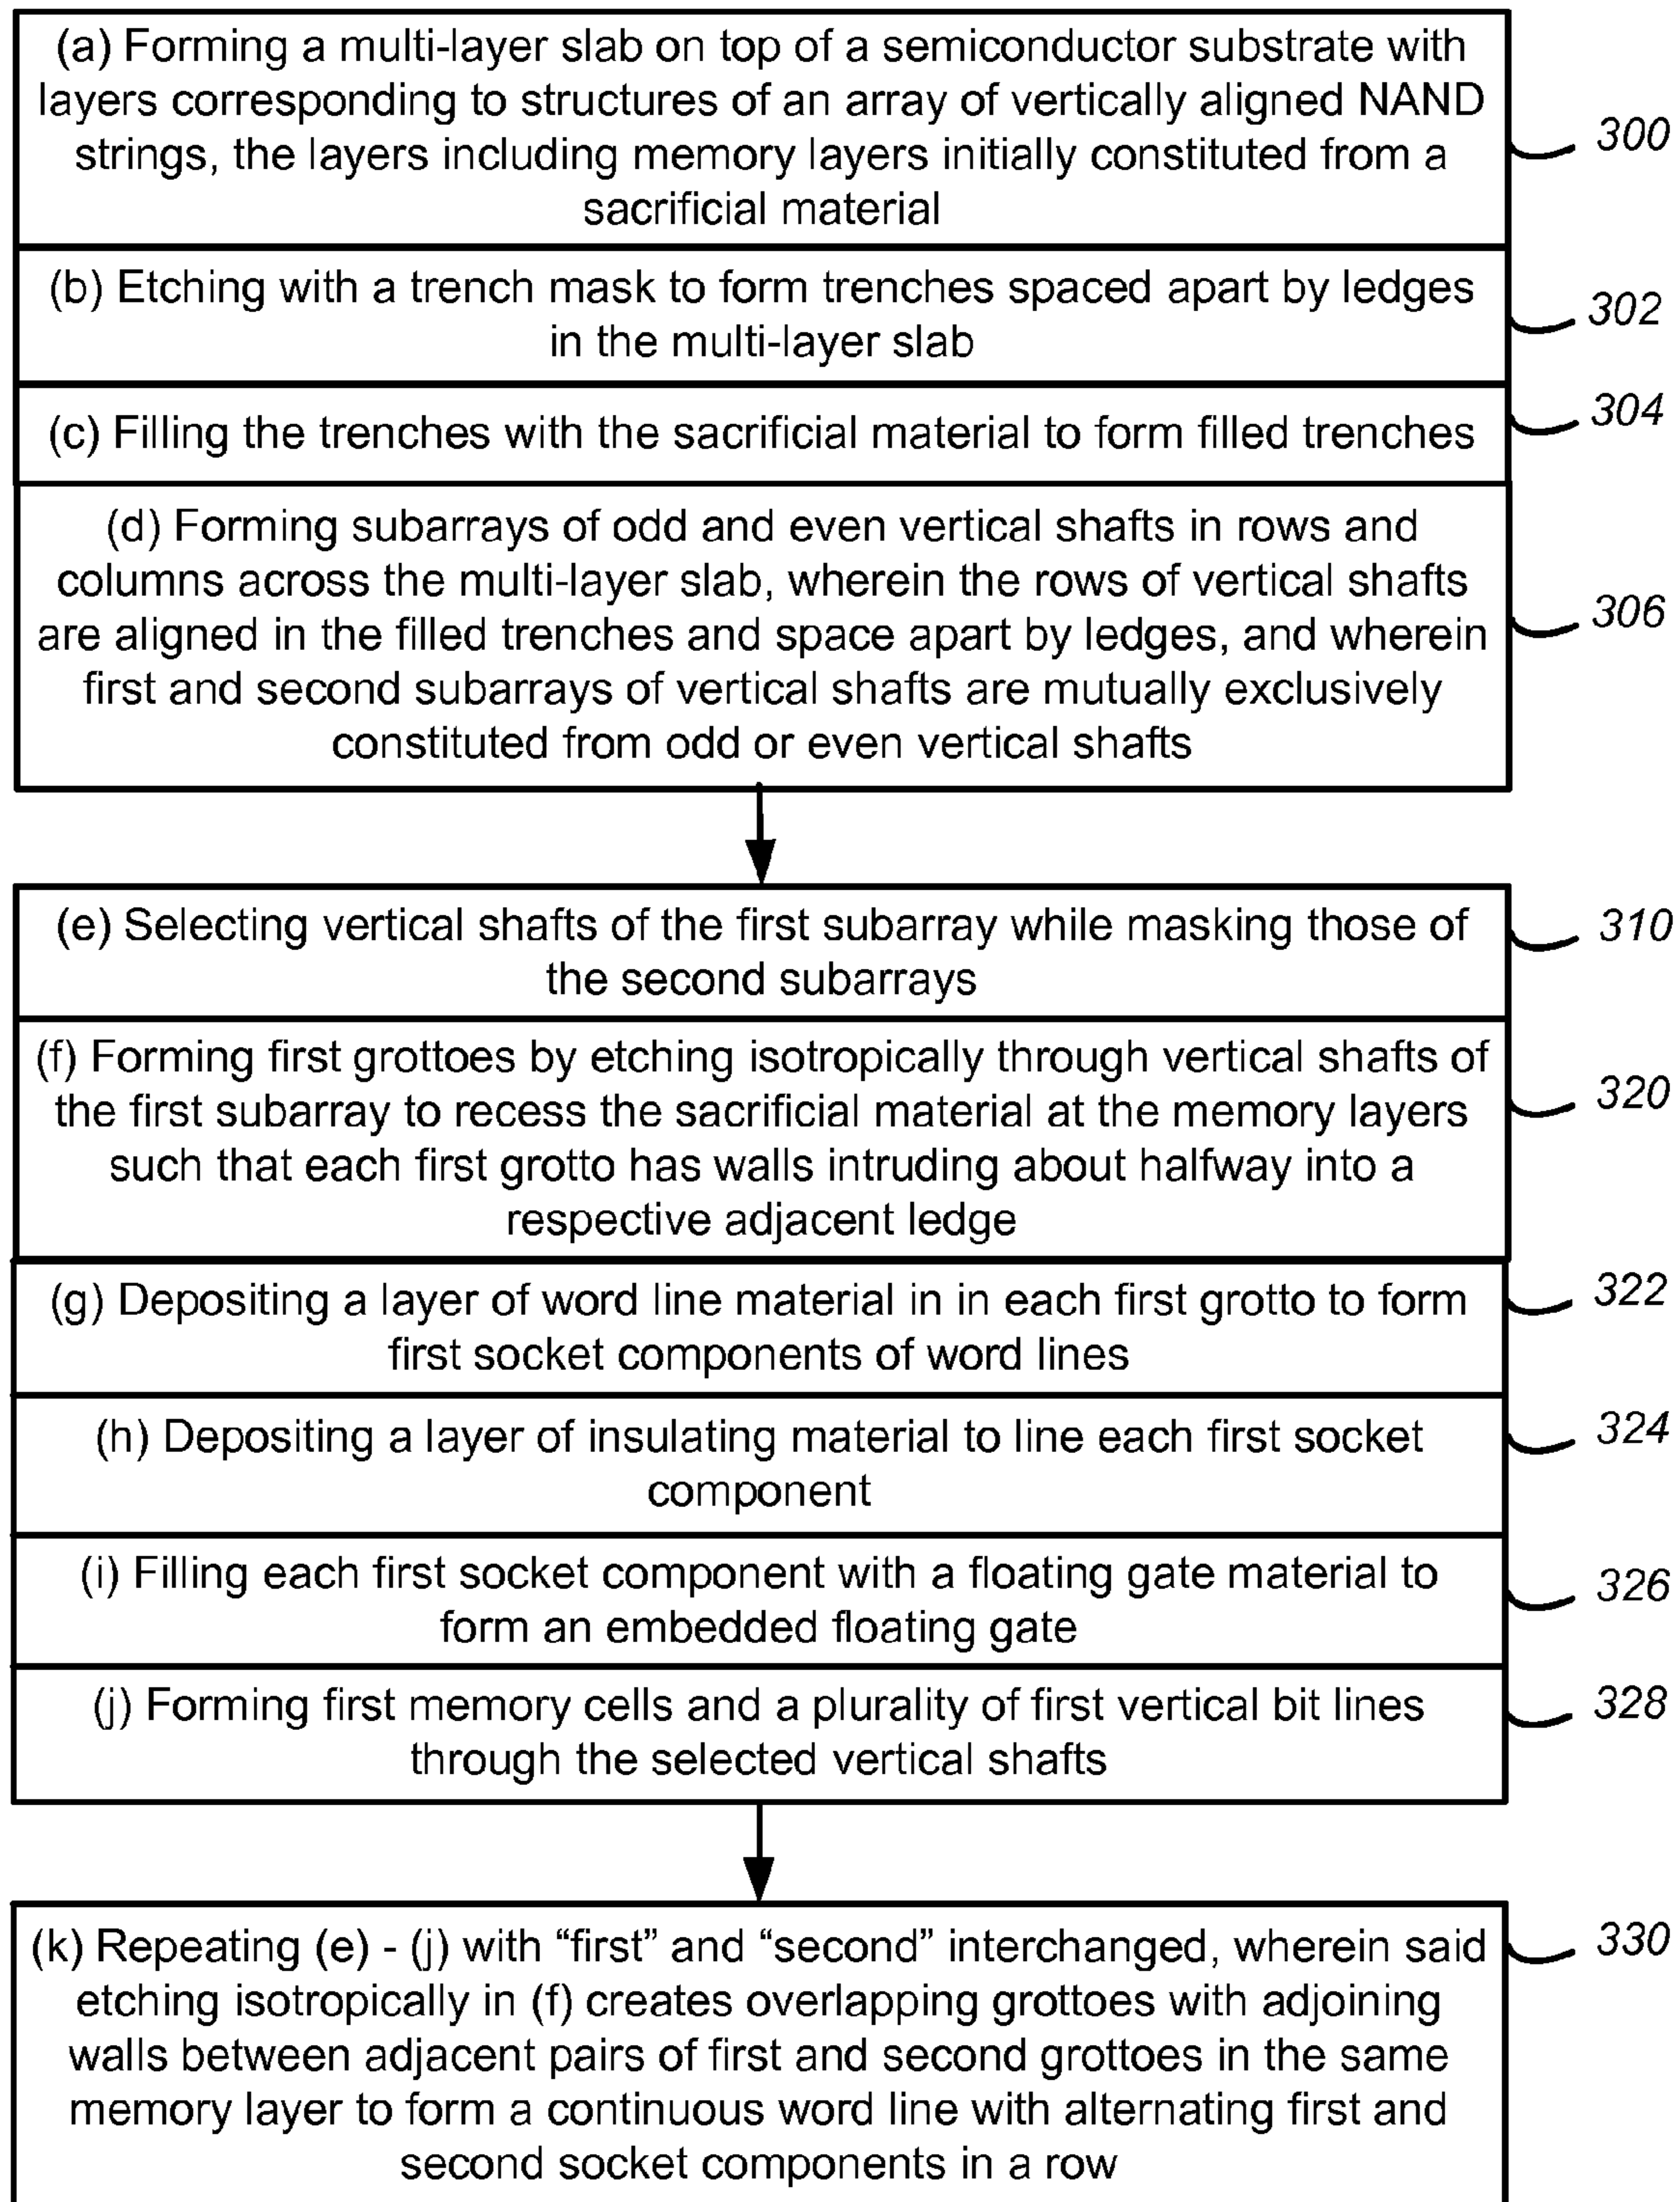 (a) Forming a multi-layer slab on top of a semiconductor substrate with
layers corresponding to structures of an array of vertically aligned NAND
strings, the layers including memory layers initially constituted from a
sacrificial material
300
(b) Etching with a trench mask to form trenches spaced apart by ledges
in the multi-layer slab
302
(c) Filling the trenches with the sacrificial material to form filled trenches
304
(d) Forming subarrays of odd and even vertical shafts in rows and
columns across the multi-layer slab, wherein the rows of vertical shafts
are aligned in the filled trenches and space apart by ledges, and wherein
first and second subarrays of vertical shafts are mutually exclusively
constituted from odd or even vertical shafts
306
(e) Selecting vertical shafts of the first subarray while masking those of
the second subarrays
310
(f) Forming first grottoes by etching isotropically through vertical shafts of
the first subarray to recess the sacrificial material at the memory layers
such that each first grotto has walls intruding about halfway into a
respective adjacent ledge
320
(g) Depositing a layer of word line material in in each first grotto to form
first socket components of word lines
322
(h) Depositing a layer of insulating material to line each first socket
component
324
(i) Filling each first socket component with a floating gate material to
form an embedded floating gate
326
(j) Forming first memory cells and a plurality of first vertical bit lines
through the selected vertical shafts
328
(k) Repeating (e) - (j) with “first” and “second” interchanged, wherein said
etching isotropically in (f) creates overlapping grottoes with adjoining
walls between adjacent pairs of first and second grottoes in the same
memory layer to form a continuous word line with alternating first and
second socket components in a row
330